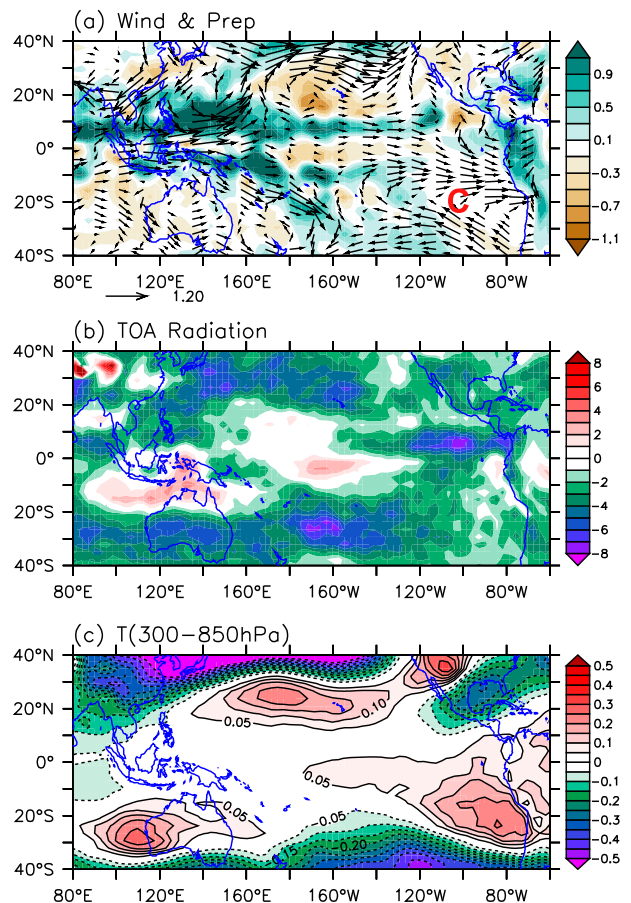 (a) Wind & Prep
40°N
20°N
0°
20°S
40°S
C
80°E 120°E 160°E 160°W 120°W 80°W
1.20
0.9
0.5
0.1
−0.3
−0.7
−1.1
(b) TOA Radiation
40°N
20°N
0°
20°S
40°S
80°E 120°E 160°E 160°W 120°W 80°W
8
6
4
2
0
−2
−4
−6
−8
(c) T(300−850hPa)
40°N
20°N
0°
20°S
40°S
0.05
0.10
0.05
0.05
−0.05
−0.20
80°E 120°E 160°E 160°W 120°W 80°W
0.5
0.4
0.3
0.2
0.1
0
−0.1
−0.2
−0.3
−0.4
−0.5